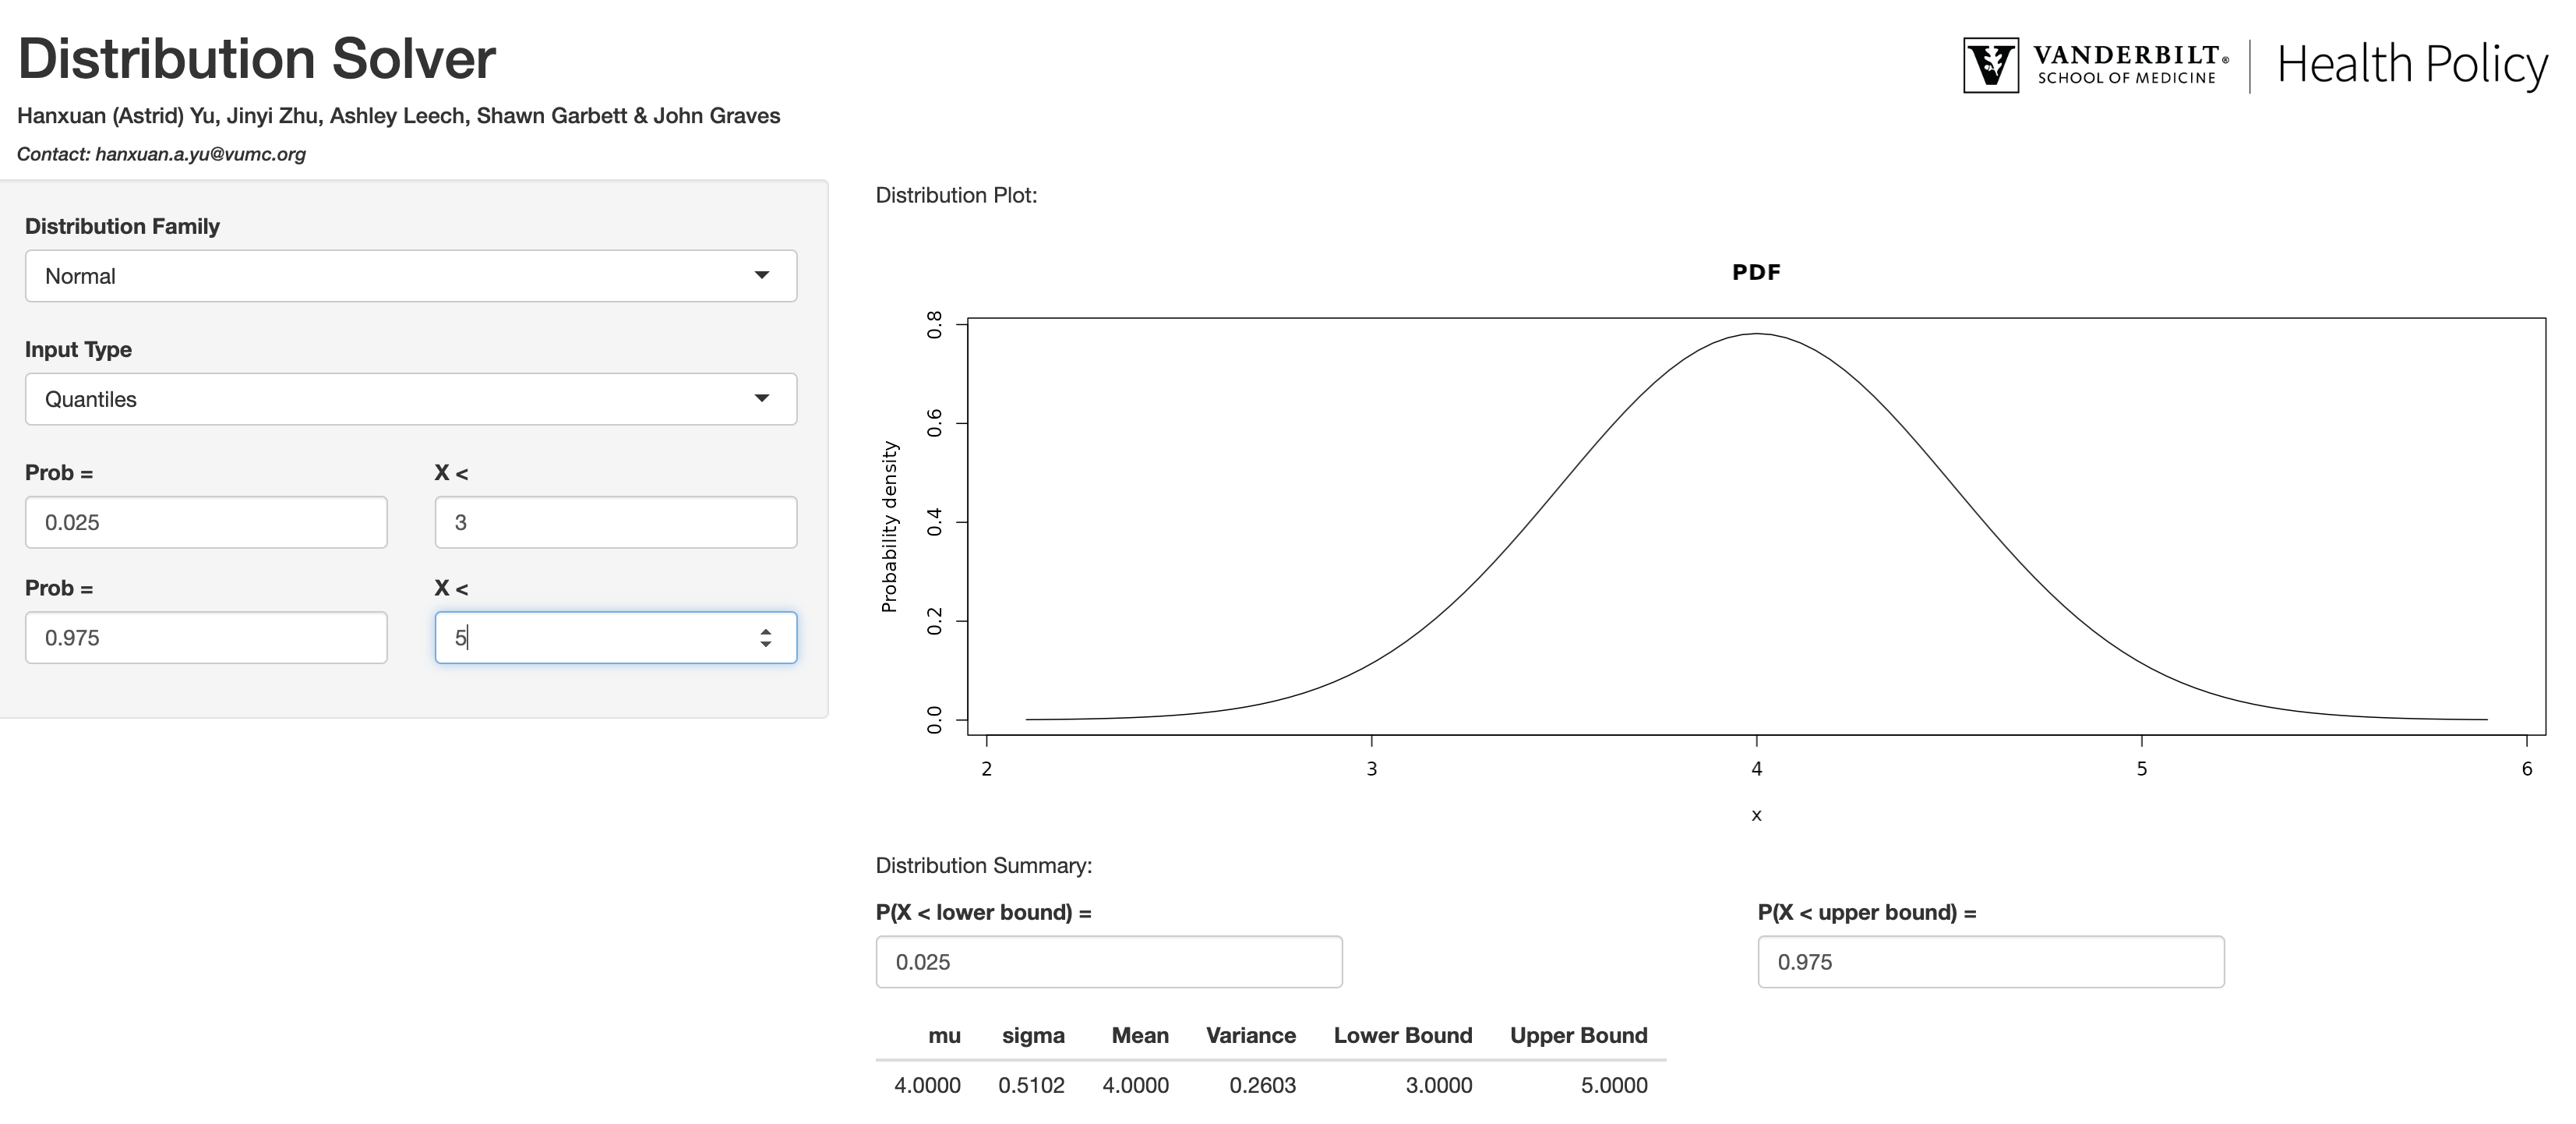 Distribution Solver
VANDERBILT®
SCHOOL OF MEDICINE
Health Policy
Hanxuan (Astrid) Yu, Jinyi Zhu, Ashley Leech, Shawn Garbett & John Graves
Contact: hanxuan.a.yu@vumc.org
Distribution Family
Normal
Input Type
Quantiles
Prob = X <
0.025 3
Prob = X <
0.975 5
Distribution Plot:
PDF
Probability density
0.8
0.6
0.4
0.2
0.0
2 3 4 5 6
x
Distribution Summary:
P(X < lower bound) = P(X < upper bound) =
0.025 0.975
mu sigma Mean Variance Lower Bound Upper Bound
4.0000 0.5102 4.0000 0.2603 3.0000 5.0000